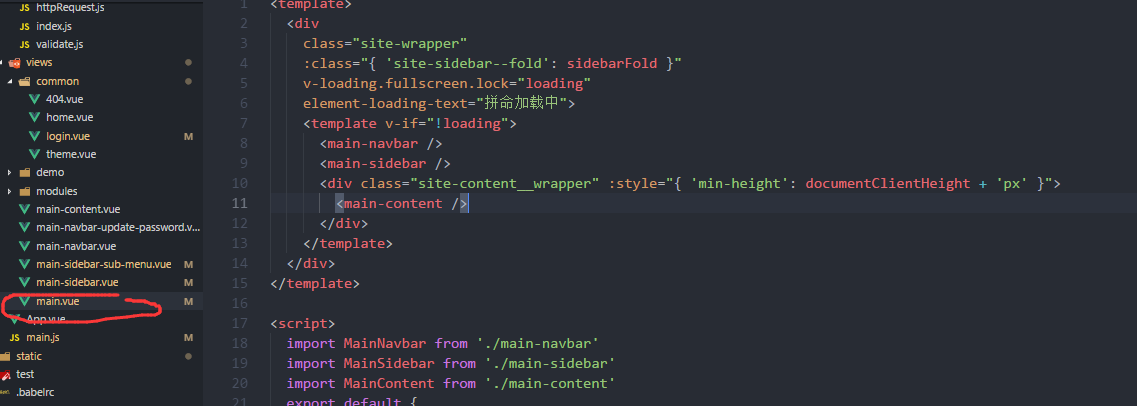 httpRequest.js
index.js
validate.js
views
common
404.vue
home.vue
login.vue M
theme.vue
demo
modules
main-content.vue
main-navbar-update-password.v...
main-navbar.vue
main-sidebar-sub-menu.vue M
main-sidebar.vue M
main.vue M
App.vue
main.js M
static
test
.babelrc
1 <template>
2 <div
3 class="site-wrapper"
4 :class="{ 'site-sidebar--fold': sidebarFold }"
5 v-loading.fullscreen.lock="loading"
6 element-loading-text="拼命加载中">
7 <template v-if="!loading">
8 <main-navbar />
9 <main-sidebar />
10 <div class="site-content__wrapper" :style="{ 'min-height': documentClientHeight + 'px' }">
11 <main-content />
12 </div>
13 </template>
14 </div>
15 </template>
16
17 <script>
18 import MainNavbar from './main-navbar'
19 import MainSidebar from './main-sidebar'
20 import MainContent from './main-content'
21 export default {